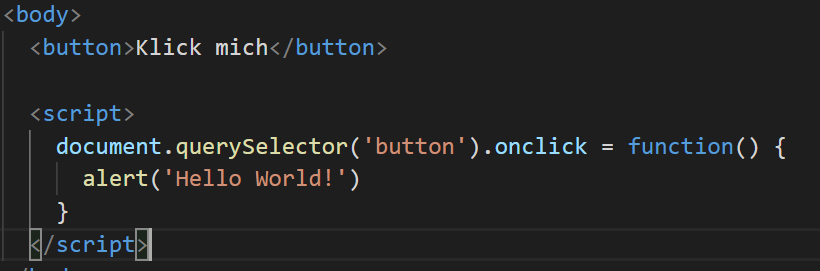 <body>
<button>Klick mich</button>
<script>
document.querySelector('button').onclick = function() {
alert('Hello World!')
}
</script>